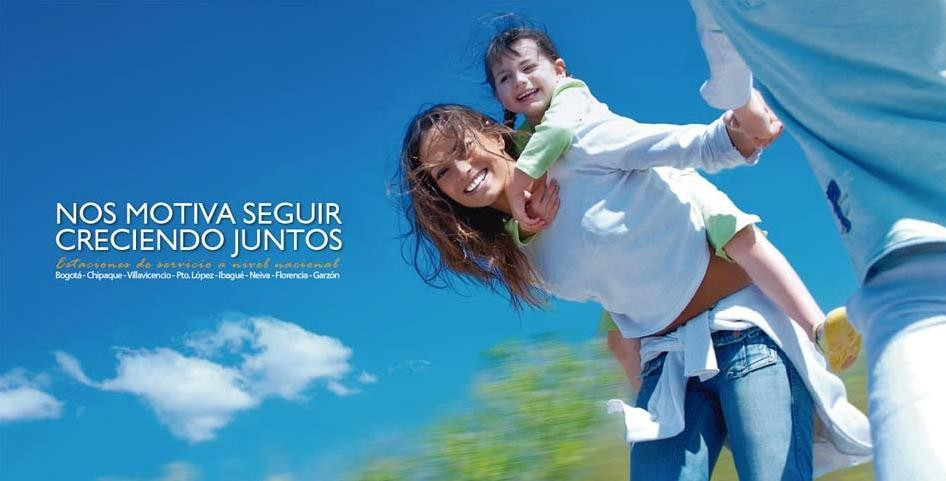 NOS MOTIVA SEGUIR
CRECIENDO JUNTOS
Estaciones de servicio a nivel nacional
Bogotá - Chipaque - Villavicencio - Pto. López - Ibagué - Neiva - Florencia - Garzón